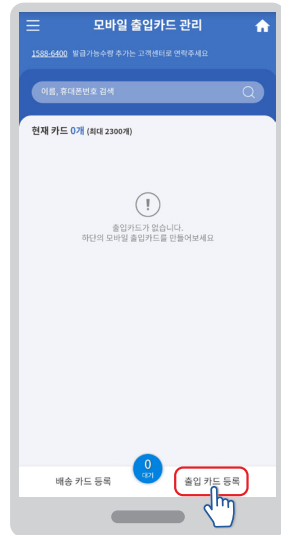 모바일 출입카드 관리
1588-6400 발급가능수량 추가는 고객센터로 연락주세요
이름, 휴대폰번호 검색
현재 카드 0개 (최대 2300개)
출입카드가 없습니다.
하단의 모바일 출입카드를 만들어보세요
0
대기
배송 카드 등록
출입 카드 등록